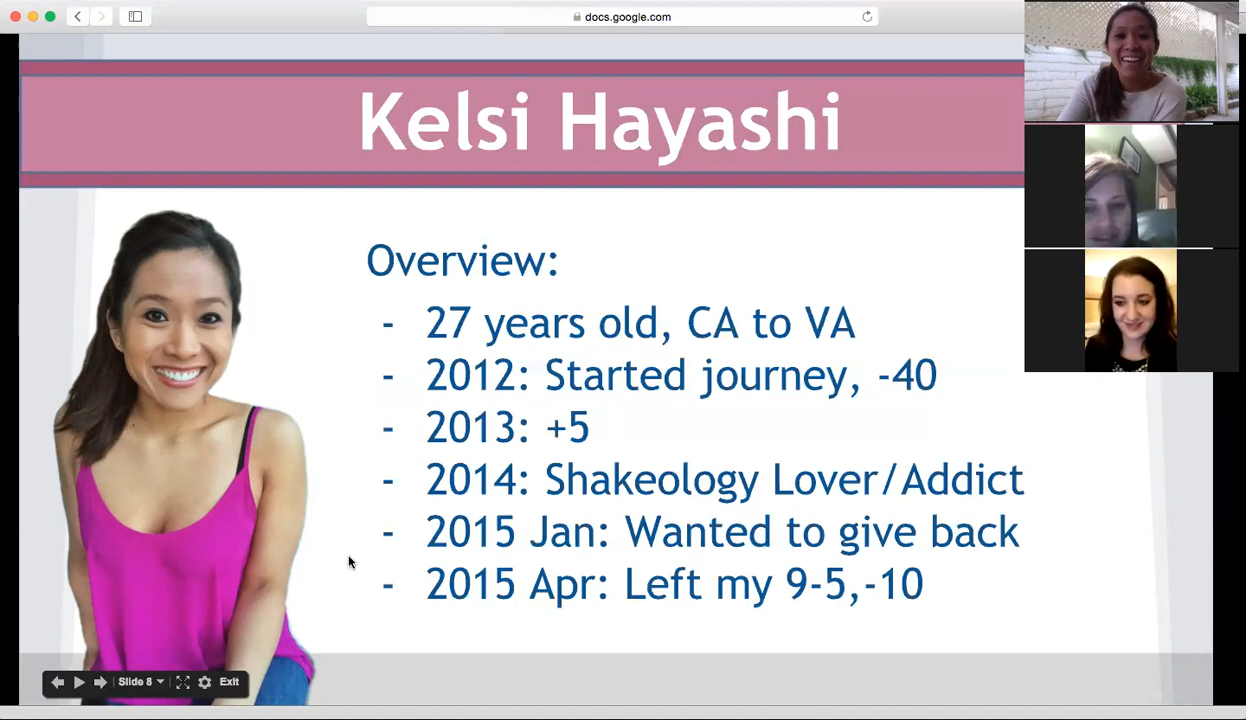 docs.google.com
Kelsi Hayashi
Overview:
- 27 years old, CA to VA
- 2012: Started journey, -40
- 2013: +5
- 2014: Shakeology Lover/Addict
- 2015 Jan: Wanted to give back
- 2015 Apr: Left my 9-5,-10
Slide 8
Exit